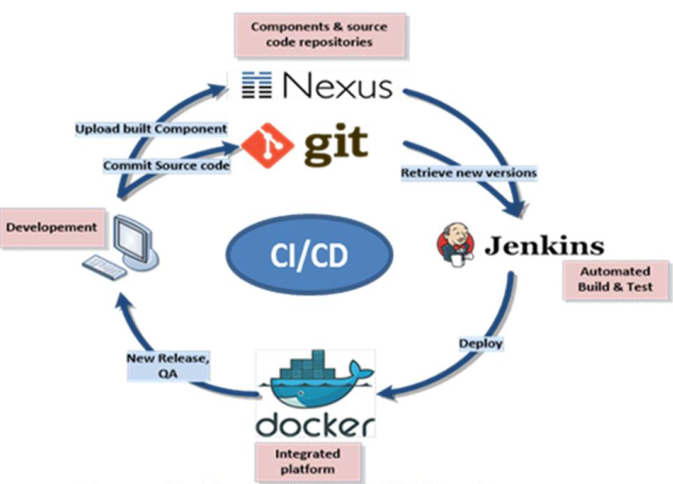 Components & source
code repositories
Nexus
Upload built Component
git
Commit Source code
Retrieve new versions
Developement
CI/CD
Jenkins
Automated
Build & Test
Deploy
New Release,
QA
docker
Integrated
platform